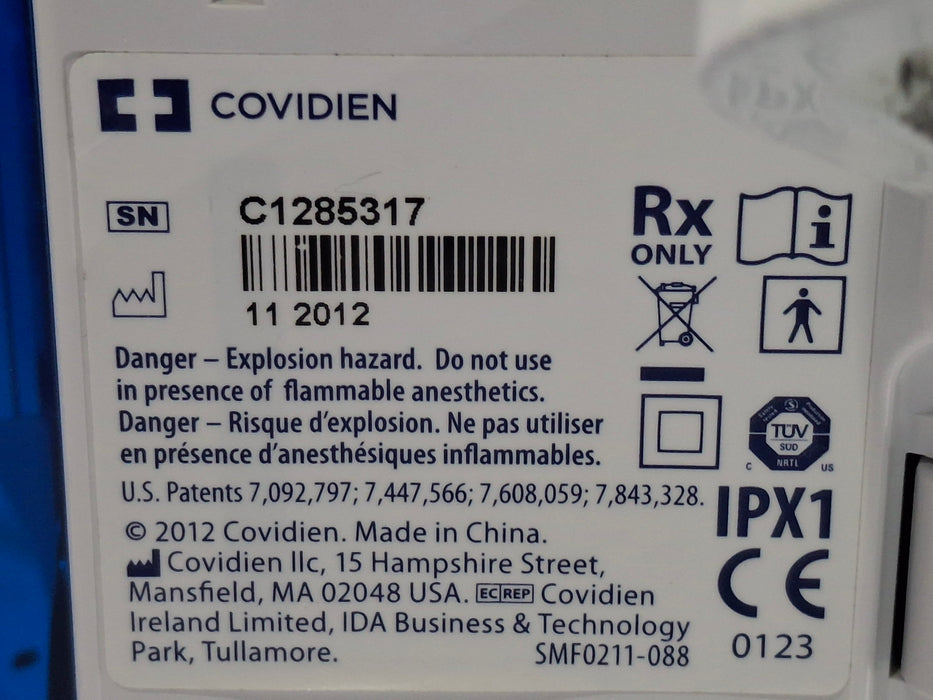 COVIDIEN
SN
C1285317
Rx
ONLY
i
11 2012
Danger – Explosion hazard. Do not use
in presence of flammable anesthetics.
Danger – Risque d'explosion. Ne pas utiliser
en présence d'anesthésiques inflammables.
TÜV
SÜD
NRTL
C US
U.S. Patents 7,092,797; 7,447,566; 7,608,059; 7,843,328.
IPX1
© 2012 Covidien. Made in China.
Covidien llc, 15 Hampshire Street,
Mansfield, MA 02048 USA. EC REP Covidien
Ireland Limited, IDA Business & Technology
Park, Tullamore.
SMF0211-088
CE
0123